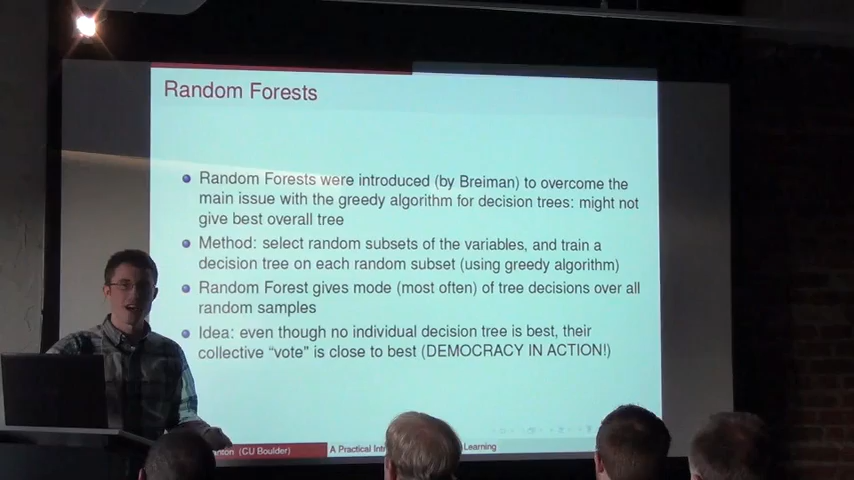 Random Forests
Random Forests were introduced (by Breiman) to overcome the
main issue with the greedy algorithm for decision trees: might not
give best overall tree
Method: select random subsets of the variables, and train a
decision tree on each random subset (using greedy algorithm)
Random Forest gives mode (most often) of tree decisions over all
random samples
Idea: even though no individual decision tree is best, their
collective “vote” is close to best (DEMOCRACY IN ACTION!)
(CU Boulder)
A Practical Learning